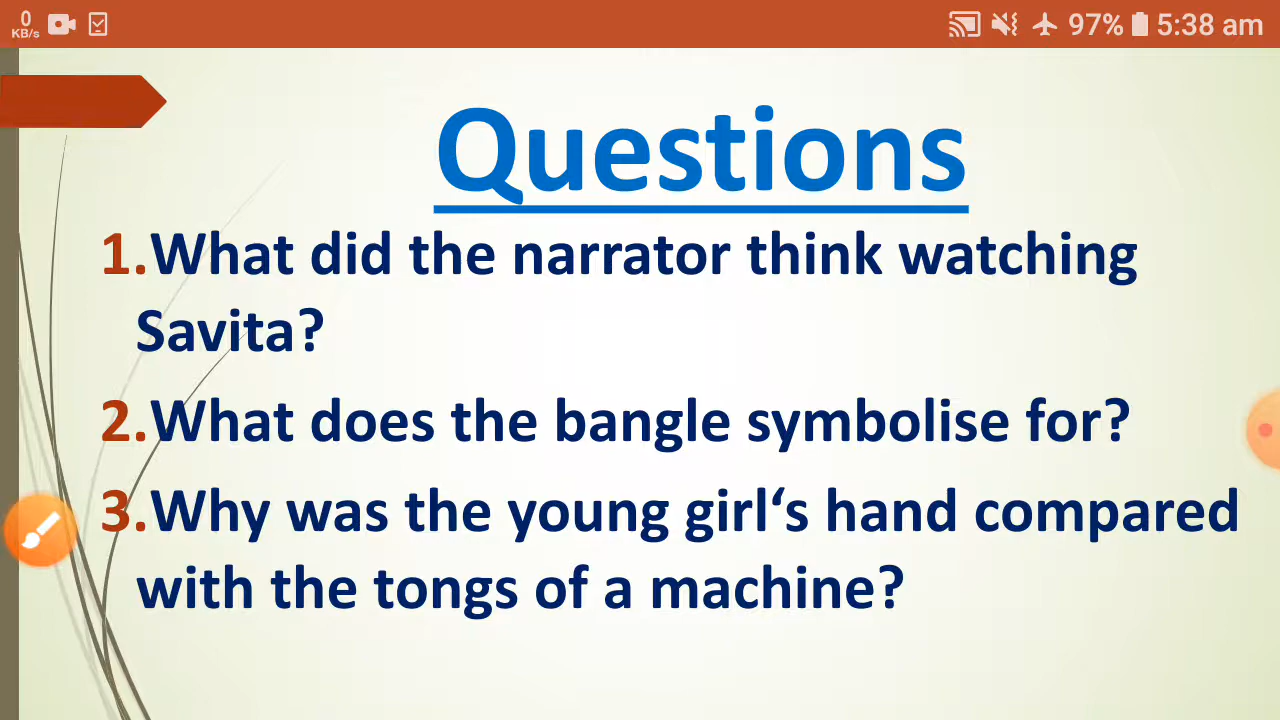 0
KB/s
97% 5:38 am
Questions
1.What did the narrator think watching
Savita?
2.What does the bangle symbolise for?
3.Why was the young girl‘s hand compared
with the tongs of a machine?